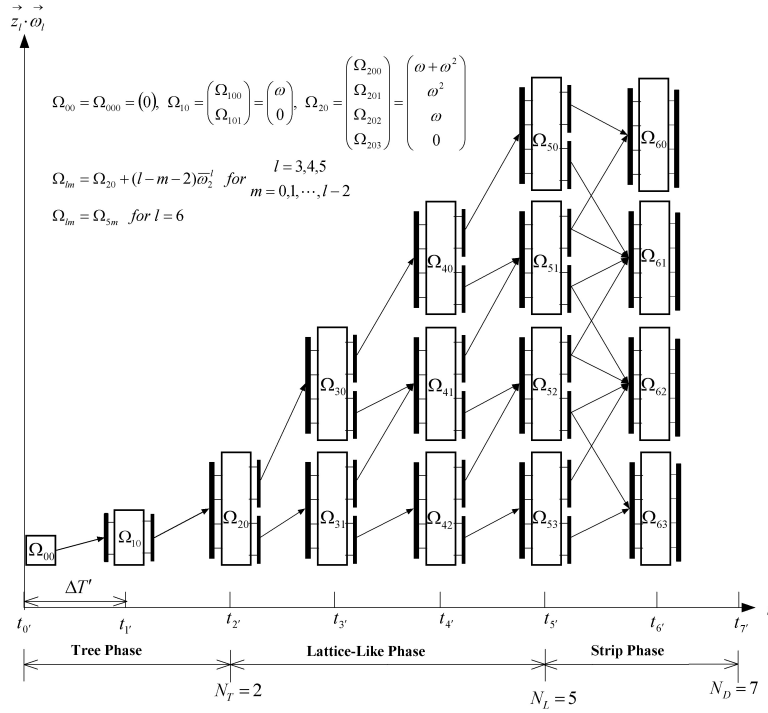 z_l · ω_l
Ω₀₀ = Ω₀₀₀ = (0), Ω₁₀ = (Ω₁₀₀ Ω₁₀₁) = (ω 0), Ω₂₀ = (Ω₂₀₀ Ω₂₀₁ Ω₂₀₂ Ω₂₀₃) = (ω + ω² ω² ω 0)
Ω_lm = Ω₂₀ + (l − m − 2)ω̅₂^l for l = 3,4,5 m = 0,1,⋯,l − 2
Ω_lm = Ω₅ₘ for l = 6
Ω₅₀ Ω₆₀
Ω₄₀ Ω₅₁ Ω₆₁
Ω₃₀ Ω₄₁ Ω₅₂ Ω₆₂
Ω₀₀ Ω₁₀ Ω₂₀ Ω₃₁ Ω₄₂ Ω₅₃ Ω₆₃
ΔT′
t₀′ t₁′ t₂′ t₃′ t₄′ t₅′ t₆′ t₇′
Tree Phase Lattice-Like Phase Strip Phase
N_T = 2 N_L = 5 N_D = 7